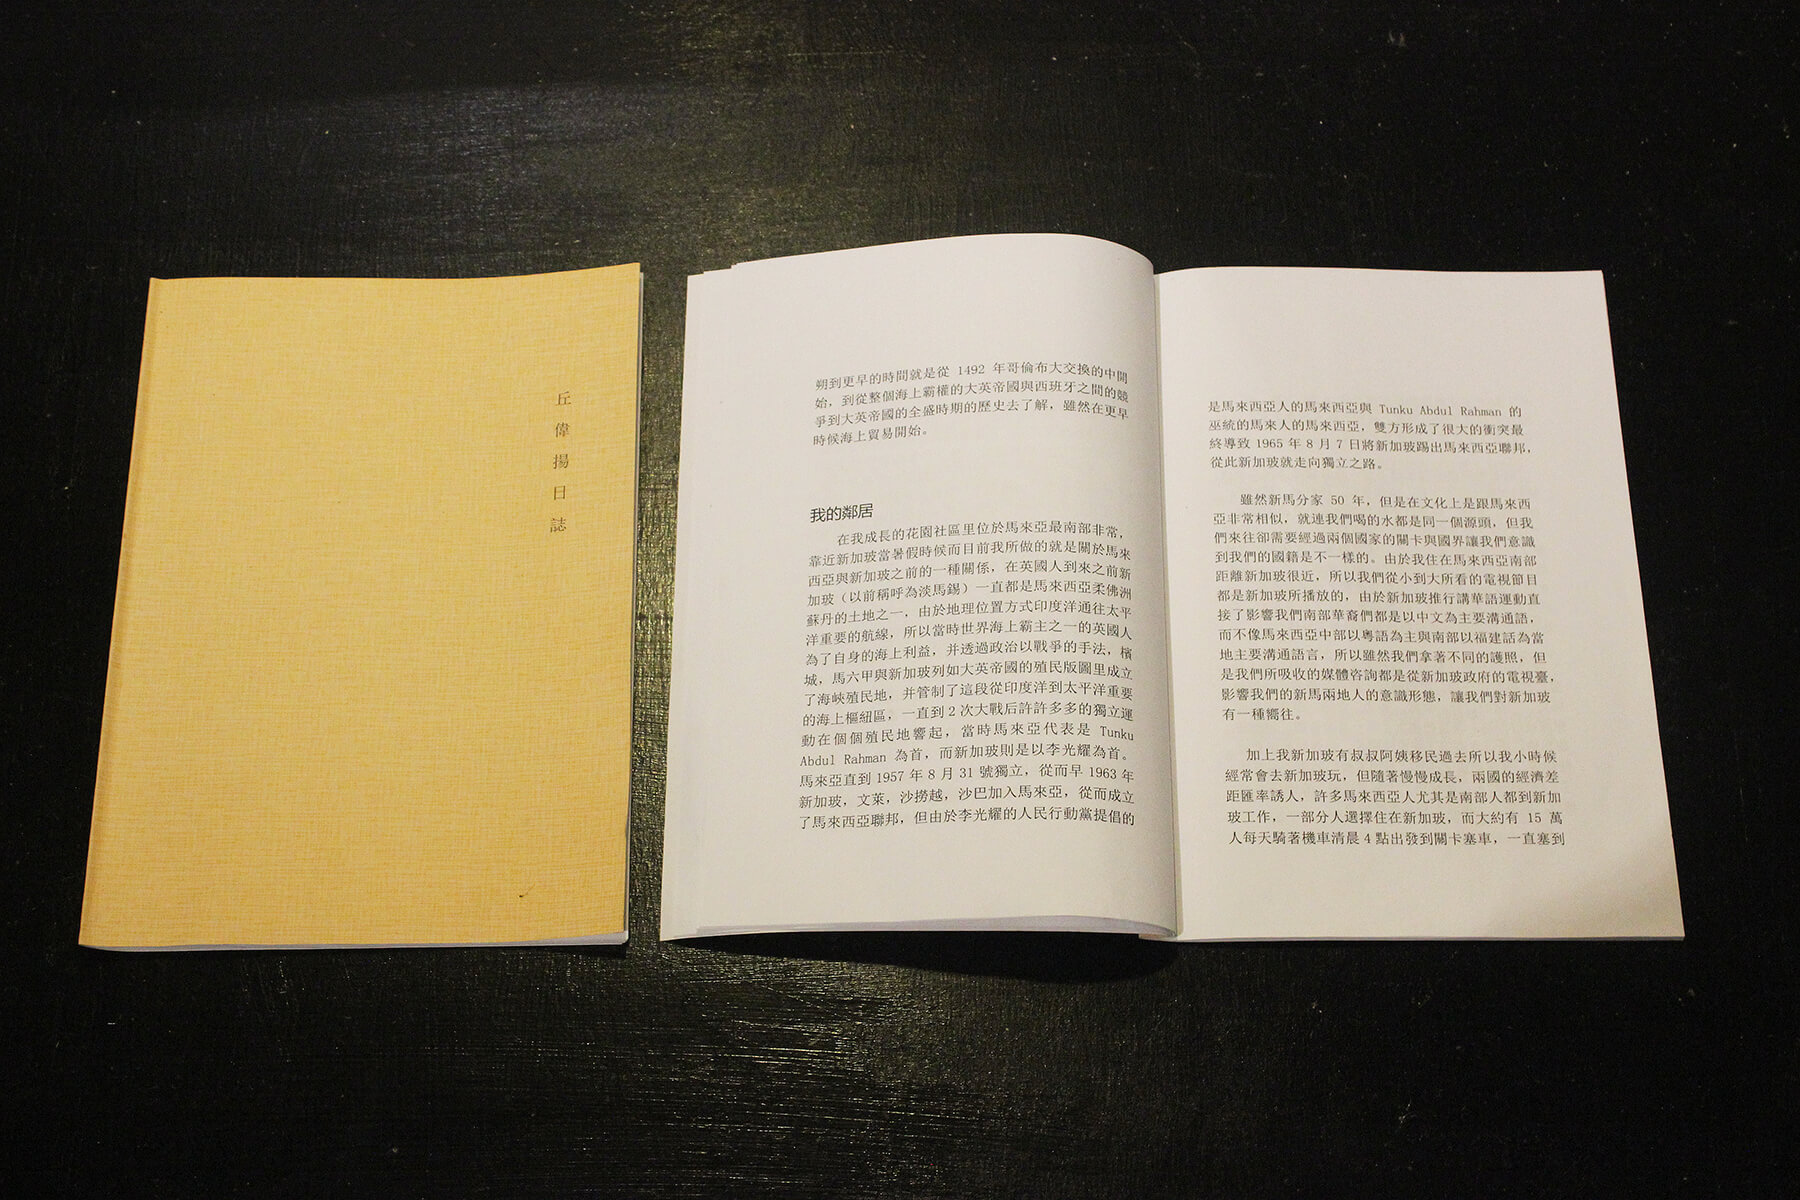 丘偉揚日誌
朔到更早的時間就是從 1492 年哥倫布大交換的中開
始，到從整個海上霸權的大英帝國與西班牙之間的競
爭到大英帝國的全盛時期的歷史去了解，雖然在更早
時候海上貿易開始。
我的鄰居
在我成長的花園社區里位於馬來亞最南部非常，
靠近新加坡當暑假時候而目前我所做的就是關於馬來
西亞與新加坡之前的一種關係，在英國人到來之前新
加坡（以前稱呼為淡馬錫）一直都是馬來西亞柔佛洲
蘇丹的土地之一，由於地理位置方式印度洋通往太平
洋重要的航線，所以當時世界海上霸主之一的英國人
為了自身的海上利益，并透過政治以戰爭的手法，檳
城，馬六甲與新加坡列如大英帝國的殖民版圖里成立
了海峽殖民地，并管制了這段從印度洋到太平洋重要
的海上樞紐區，一直到2次大戰后許許多多的獨立運
動在個個殖民地響起，當時馬來亞代表是 Tunku
Abdul Rahman 為首，而新加坡則是以李光耀為首。
馬來亞直到 1957 年 8 月 31 號獨立，從而早 1963 年
新加坡，文萊，沙撈越，沙巴加入馬來亞，從而成立
了馬來西亞聯邦，但由於李光耀的人民行動黨提倡的
是馬來西亞人的馬來西亞與 Tunku Abdul Rahman 的
巫統的馬來人的馬來西亞，雙方形成了很大的衝突最
終導致 1965 年 8 月 7 日將新加坡踢出馬來西亞聯邦，
從此新加坡就走向獨立之路。
雖然新馬分家 50 年，但是在文化上是跟馬來西
亞非常相似，就連我們喝的水都是同一個源頭，但我
們來往卻需要經過兩個國家的關卡與國界讓我們意識
到我們的國籍是不一樣的。由於我住在馬來西亞南部
距離新加坡很近，所以我們從小到大所看的電視節目
都是新加坡所播放的，由於新加坡推行講華語運動直
接了影響我們南部華裔們都是以中文為主要溝通語，
而不像馬來西亞中部以粵語為主與南部以福建話為當
地主要溝通語言，所以雖然我們拿著不同的護照，但
是我們所吸收的媒體咨詢都是從新加坡政府的電視臺，
影響我們的新馬兩地人的意識形態，讓我們對新加坡
有一種嚮往。
加上我新加坡有叔叔阿姨移民過去所以我小時候
經常會去新加坡玩，但隨著慢慢成長，兩國的經濟差
距匯率誘人，許多馬來西亞人尤其是南部人都到新加
坡工作，一部分人選擇住在新加坡，而大約有 15 萬
人每天騎著機車清晨 4 點出發到關卡塞車，一直塞到